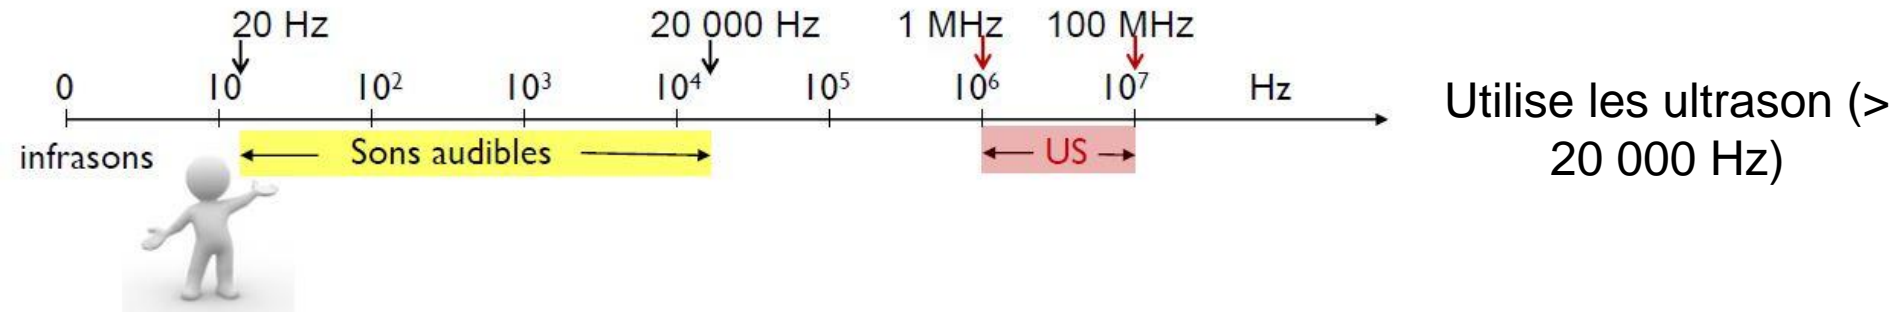 20 Hz 20 000 Hz 1 MHz 100 MHz
0 10 10² 10³ 10⁴ 10⁵ 10⁶ 10⁷ Hz
infrasons Sons audibles US
Utilise les ultrason (>
20 000 Hz)